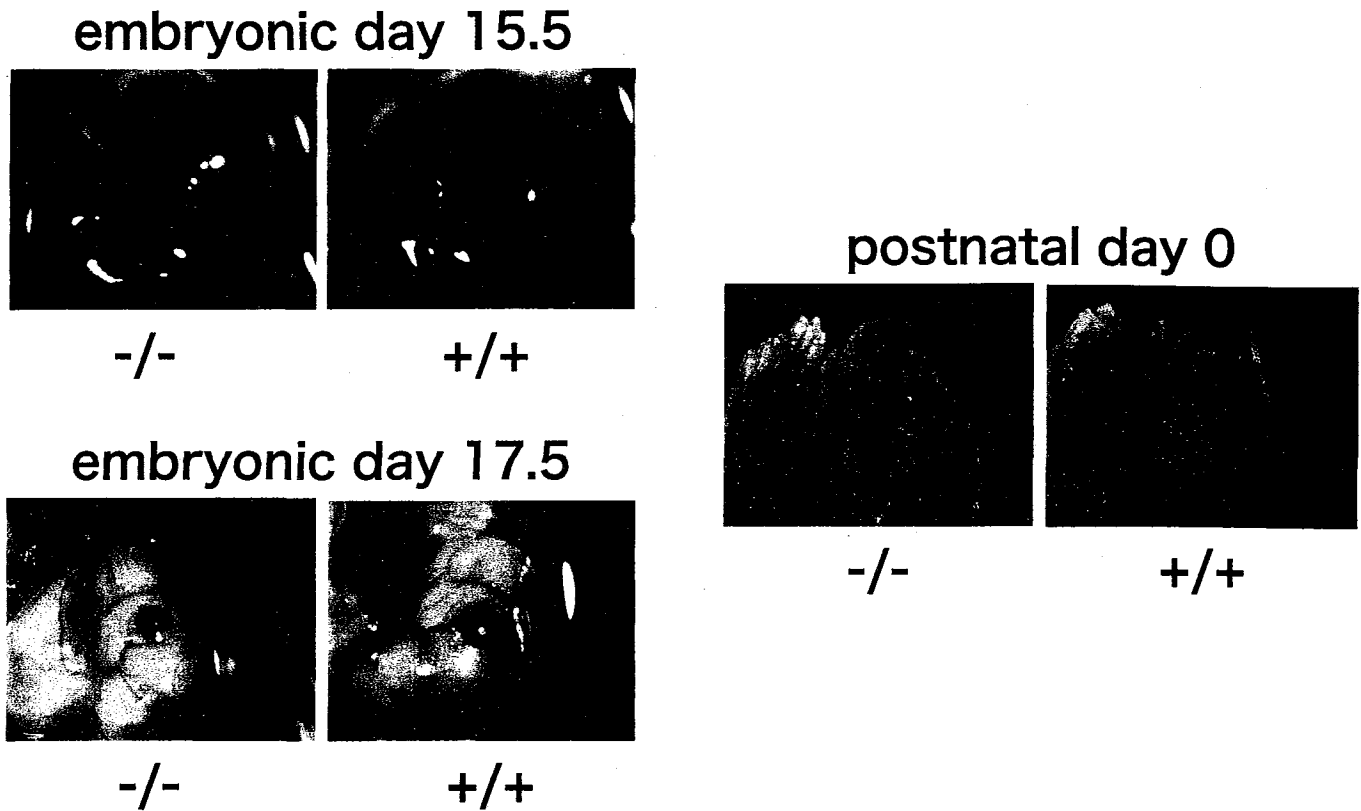 embryonic day 15.5
-/- +/+
embryonic day 17.5
-/- +/+
postnatal day 0
-/- +/+